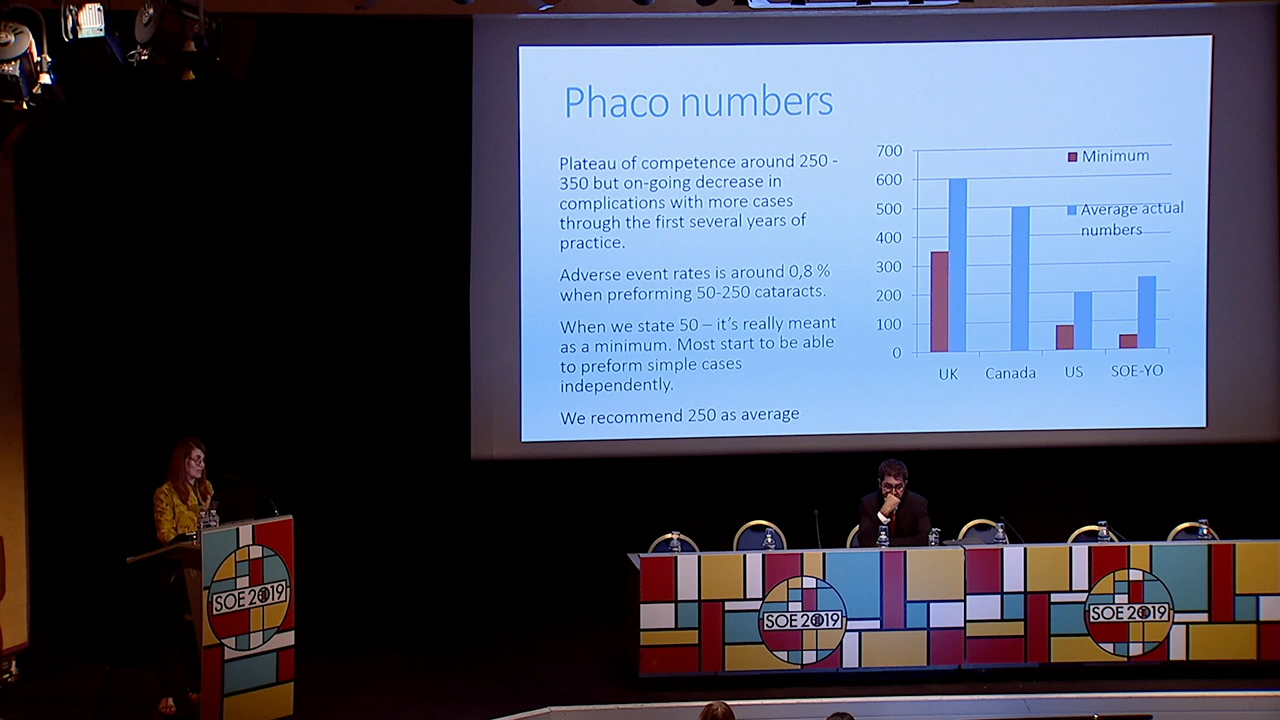 Phaco numbers
Plateau of competence around 250 -
350 but on-going decrease in
complications with more cases
through the first several years of
practice.
Adverse event rates is around 0,8 %
when preforming 50-250 cataracts.
When we state 50 – it's really meant
as a minimum. Most start to be able
to preform simple cases
independently.
We recommend 250 as average
700
600
500
400
300
200
100
0
Minimum
Average actual
numbers
UK
Canada
US
SOE-YO
SOE 2019
SOE 2019
SOE 2019